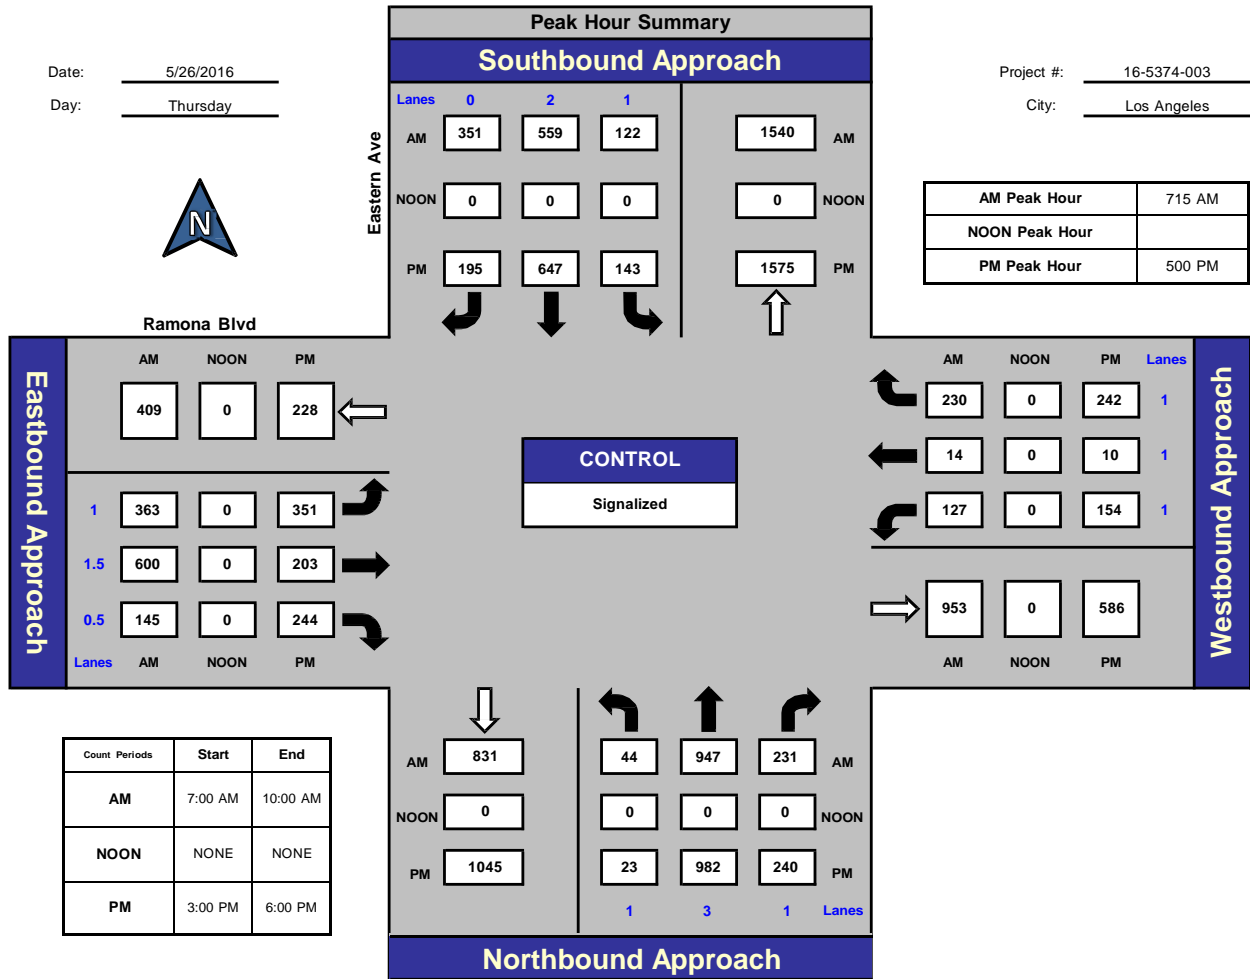 Peak Hour Summary
Southbound Approach
Date: 5/26/2016
Day: Thursday
Project #: 16-5374-003
City: Los Angeles
N
Eastern Ave
Lanes 0 2 1
AM 351 559 122 1540 AM
NOON 0 0 0 0 NOON
PM 195 647 143 1575 PM
AM Peak Hour 715 AM
NOON Peak Hour
PM Peak Hour 500 PM
Ramona Blvd
Eastbound Approach
AM NOON PM
409 0 228
1 363 0 351
1.5 600 0 203
0.5 145 0 244
Lanes AM NOON PM
CONTROL
Signalized
Westbound Approach
AM NOON PM Lanes
230 0 242 1
14 0 10 1
127 0 154 1
953 0 586
AM NOON PM
Count Periods Start End
AM 7:00 AM 10:00 AM
NOON NONE NONE
PM 3:00 PM 6:00 PM
AM 831 44 947 231 AM
NOON 0 0 0 0 NOON
PM 1045 23 982 240 PM
1 3 1 Lanes
Northbound Approach